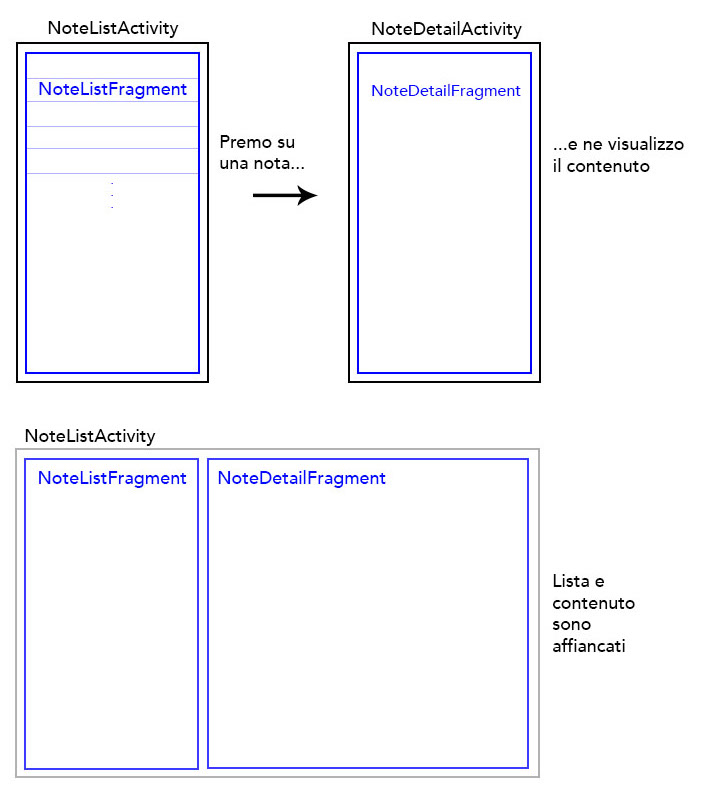 NoteListActivity
NoteListFragment
Premo su
una nota...
NoteDetailActivity
NoteDetailFragment
...e ne visualizzo
il contenuto
NoteListActivity
NoteListFragment
NoteDetailFragment
Lista e
contenuto
sono
affiancati